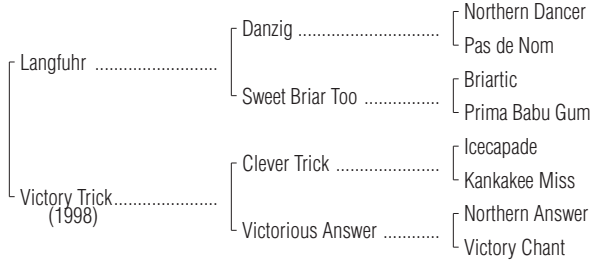 Northern Dancer
Danzig ........................................
Pas de Nom
Langfuhr ..................................
Briartic
Sweet Briar Too .....................
Prima Babu Gum
Icecapade
Clever Trick .............................
Kankakee Miss
Victory Trick.............................
(1998)
Northern Answer
Victorious Answer ...............
Victory Chant